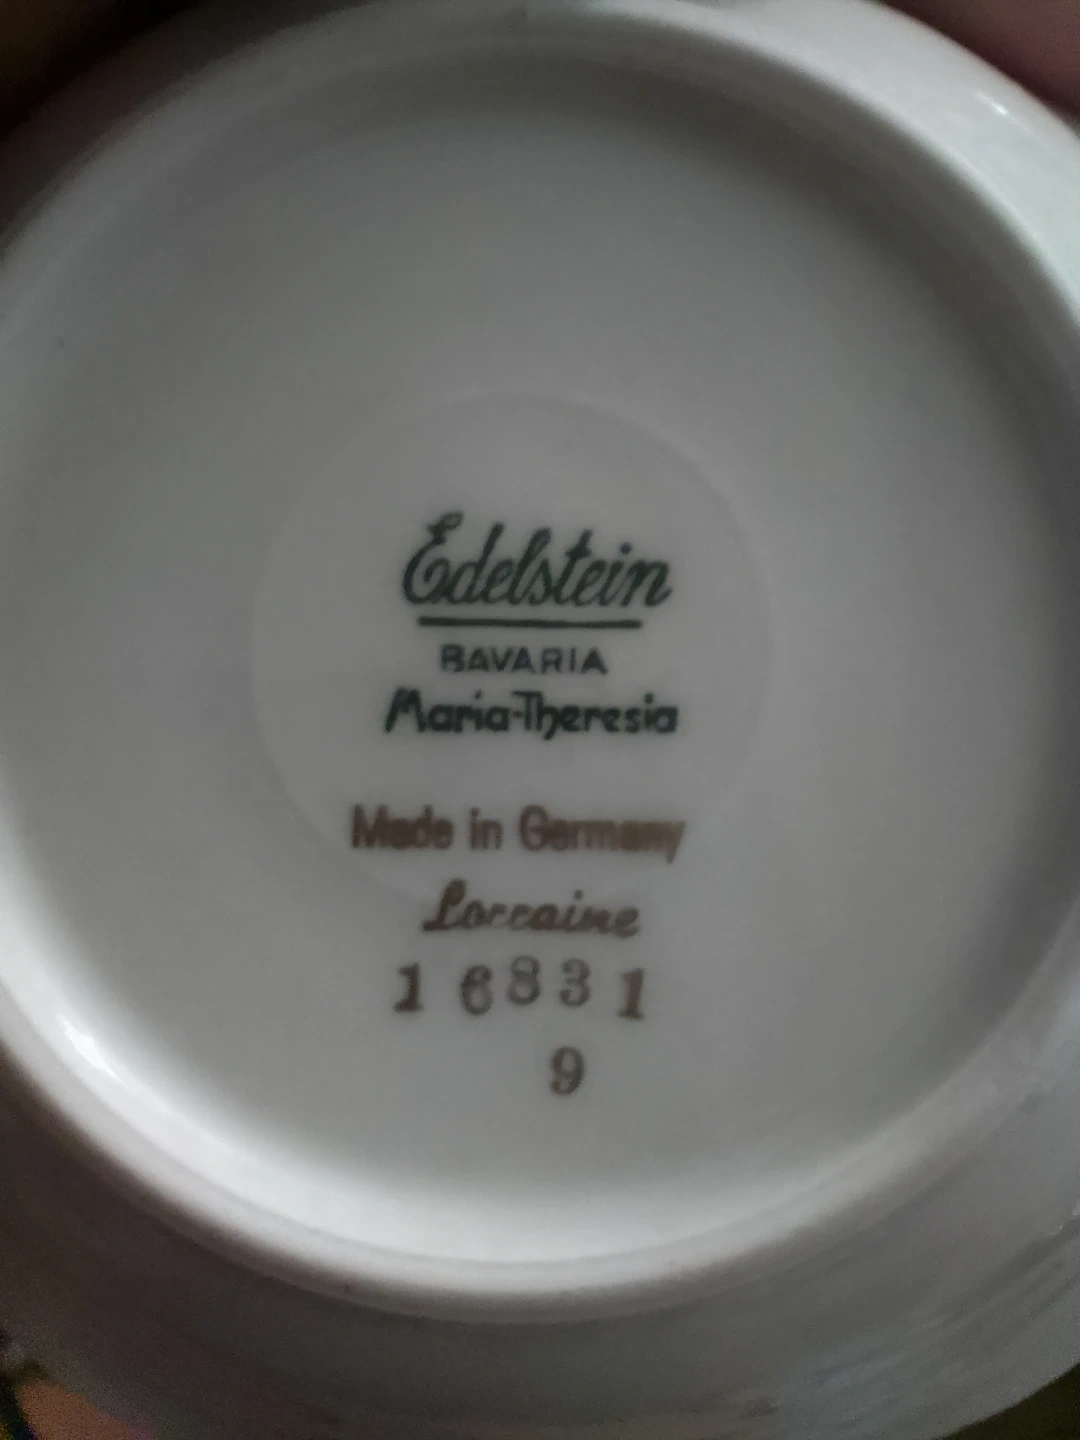 Edelstein
BAVARIA
Maria-Theresia
Made in Germany
Lorraine
16831
9